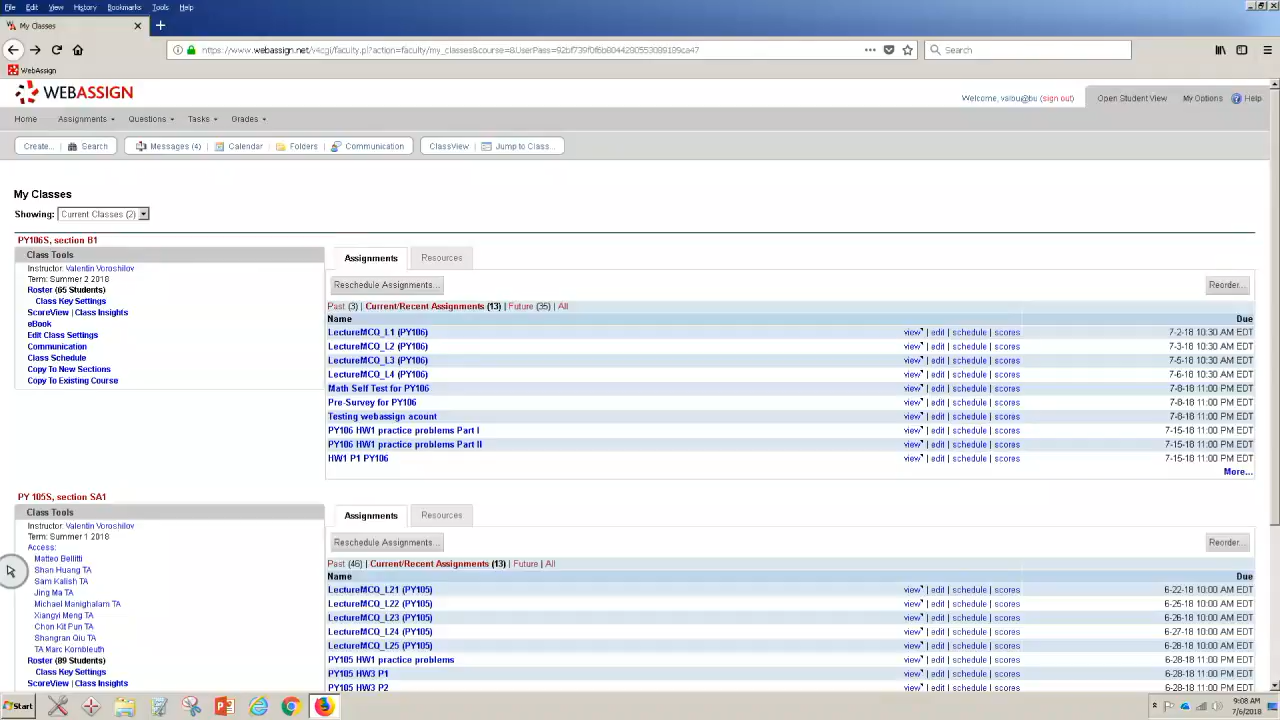 File Edit View History Bookmarks Tools Help
My Classes
https://www.webassign.net/v4cgi/faculty.pl?action=faculty/my_classes&course=&UserPass=
Search
WebAssign
WEBASSIGN
Welcome, valbu@bu (sign out) Open Student View My Options Help
Home Assignments Questions Tasks Grades
Create... Search Messages (4) Calendar Folders Communication ClassView Jump to Class...
My Classes
Showing: Current Classes (2)
PY106S, section B1
Class Tools
Instructor: Valentin Voroshilov
Term: Summer 2 2018
Roster (65 Students)
Class Key Settings
ScoreView | Class Insights
eBook
Edit Class Settings
Communication
Class Schedule
Copy To New Sections
Copy To Existing Course
Assignments Resources
Reschedule Assignments... Reorder...
Past (3) | Current/Recent Assignments (13) | Future (35) | All
Name Due
LectureMCQ_L1 (PY106) view | edit | schedule | scores 7-2-18 10:30 AM EDT
LectureMCQ_L2 (PY106) view | edit | schedule | scores 7-3-18 10:30 AM EDT
LectureMCQ_L3 (PY106) view | edit | schedule | scores 7-5-18 10:30 AM EDT
LectureMCQ_L4 (PY106) view | edit | schedule | scores 7-6-18 10:30 AM EDT
Math Self Test for PY106 view | edit | schedule | scores 7-8-18 11:00 PM EDT
Pre-Survey for PY106 view | edit | schedule | scores 7-8-18 11:00 PM EDT
Testing webassign acount view | edit | schedule | scores 7-8-18 11:00 PM EDT
PY106 HW1 practice problems Part I view | edit | schedule | scores 7-15-18 11:00 PM EDT
PY106 HW1 practice problems Part II view | edit | schedule | scores 7-15-18 11:00 PM EDT
HW1 P1 PY106 view | edit | schedule | scores 7-15-18 11:00 PM EDT
More...
PY 105S, section SA1
Class Tools
Instructor: Valentin Voroshilov
Term: Summer 1 2018
Access:
Matteo Bellitti
Shan Huang TA
Sam Kalish TA
Jing Ma TA
Michael Manighalam TA
Xiangyi Meng TA
Chon Kit Pun TA
Shangran Qiu TA
TA Marc Kornbleuth
Roster (89 Students)
Class Key Settings
ScoreView | Class Insights
Assignments Resources
Reschedule Assignments... Reorder...
Past (46) | Current/Recent Assignments (13) | Future | All
Name Due
LectureMCQ_L21 (PY105) view | edit | schedule | scores 6-22-18 10:00 AM EDT
LectureMCQ_L22 (PY105) view | edit | schedule | scores 6-25-18 10:00 AM EDT
LectureMCQ_L23 (PY105) view | edit | schedule | scores 6-26-18 10:00 AM EDT
LectureMCQ_L24 (PY105) view | edit | schedule | scores 6-27-18 10:00 AM EDT
LectureMCQ_L25 (PY105) view | edit | schedule | scores 6-28-18 10:00 AM EDT
PY105 HW1 practice problems view | edit | schedule | scores 6-28-18 11:00 PM EDT
PY105 HW3 P1 view | edit | schedule | scores 6-28-18 11:00 PM EDT
PY105 HW3 P2 view | edit | schedule | scores 6-28-18 11:00 PM EDT
Start 9:08 AM
7/6/2018